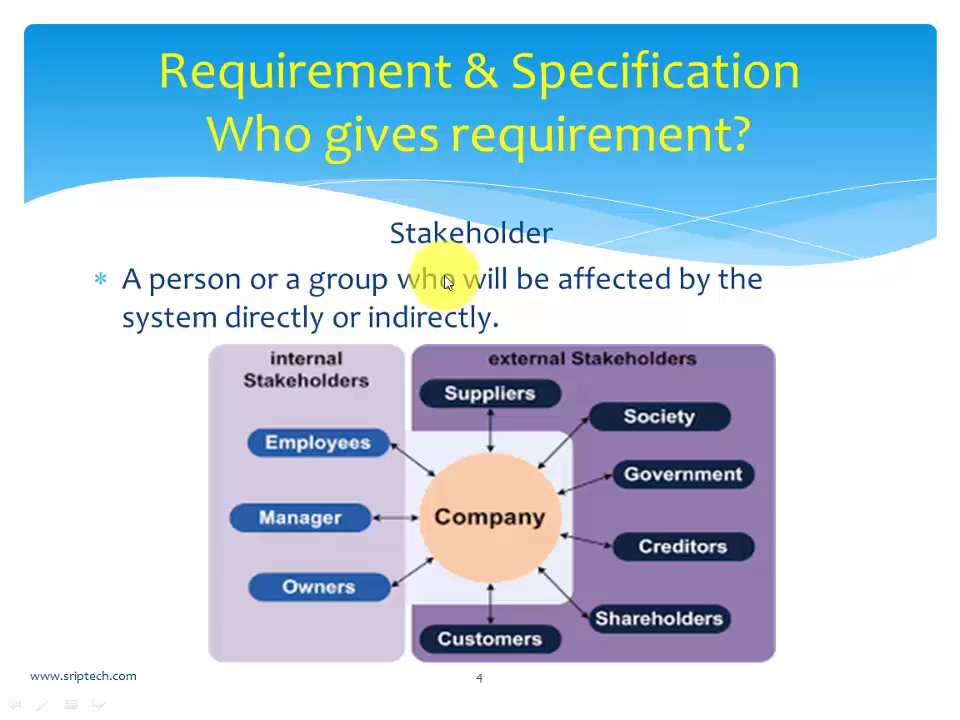 Requirement & Specification
Who gives requirement?
Stakeholder
* A person or a group who will be affected by the
system directly or indirectly.
internal
Stakeholders
Employees
Manager
Owners
external Stakeholders
Suppliers
Society
Government
Company
Creditors
Shareholders
Customers
www.sriptech.com
4